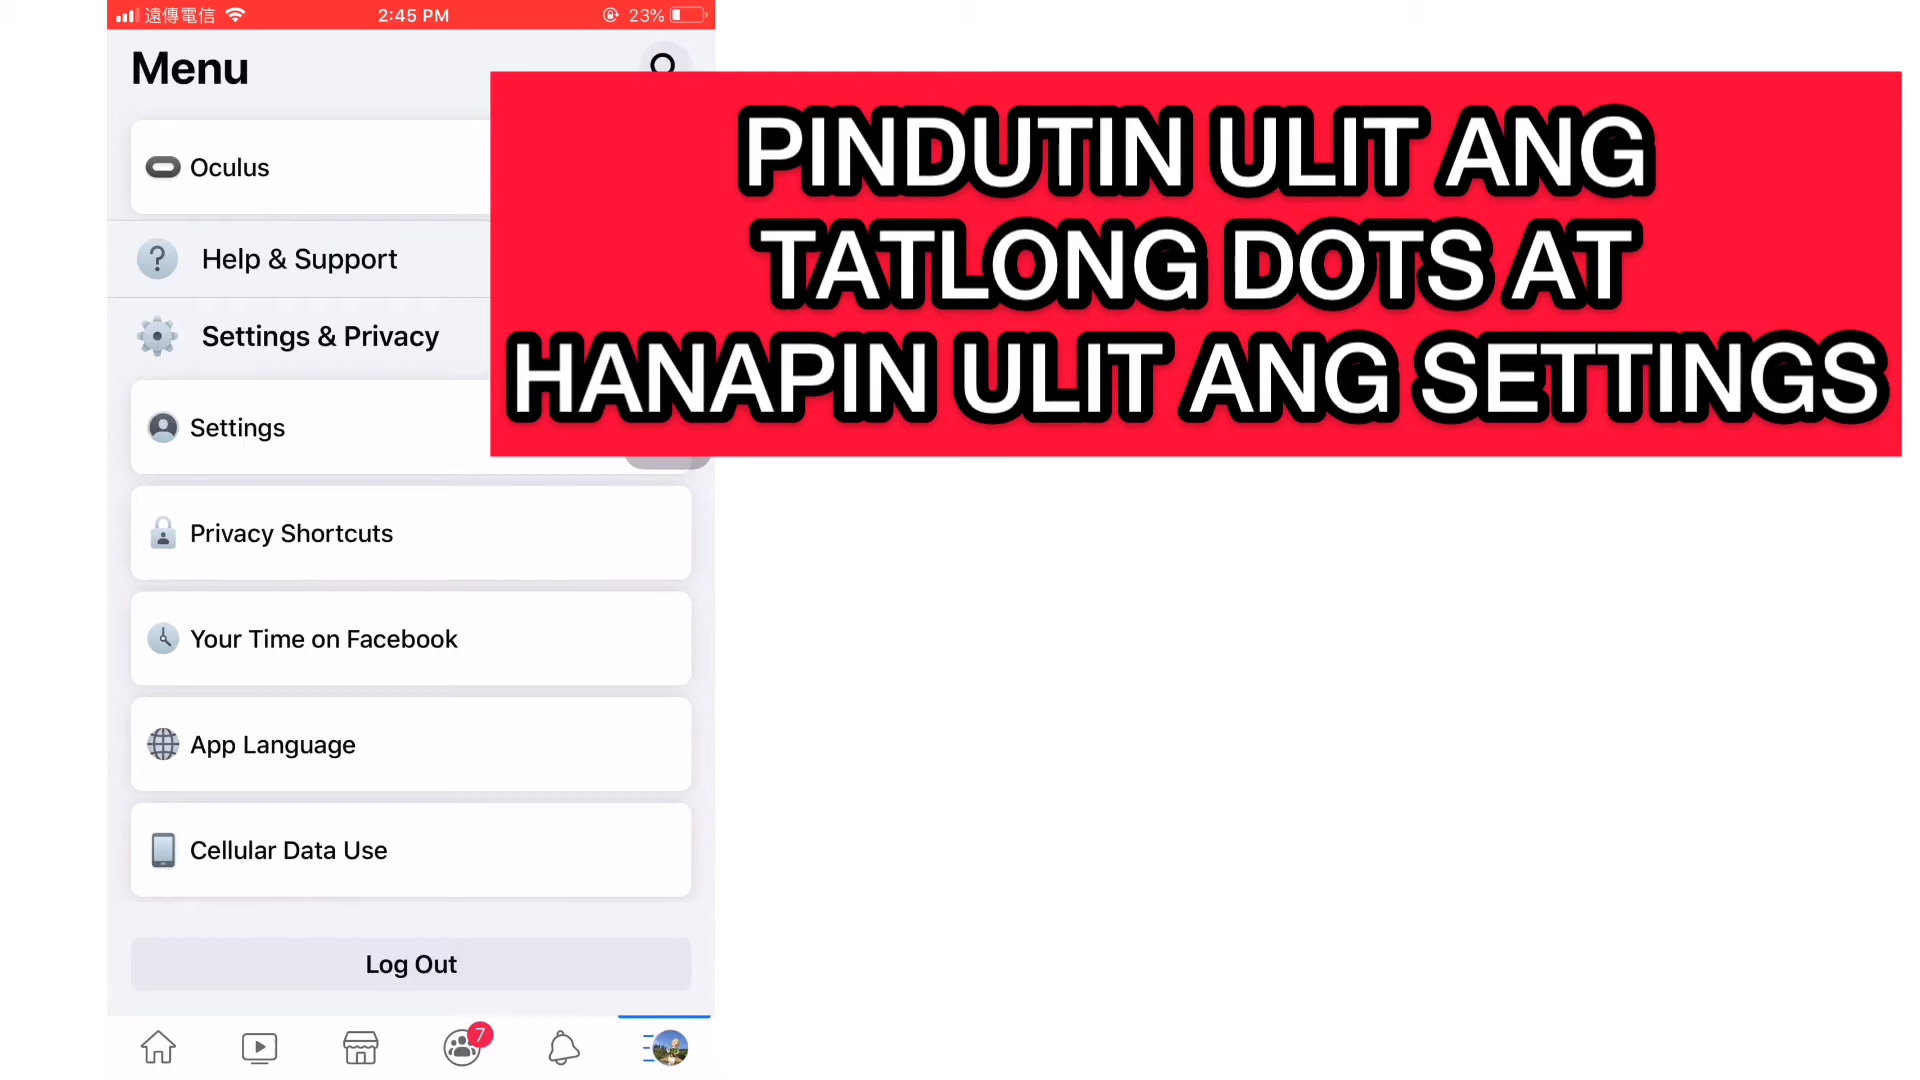 遠傳電信 2:45 PM 23%
Menu
Oculus
Help & Support
Settings & Privacy
Settings
Privacy Shortcuts
Your Time on Facebook
App Language
Cellular Data Use
Log Out
7
PINDUTIN ULIT ANG
TATLONG DOTS AT
HANAPIN ULIT ANG SETTINGS